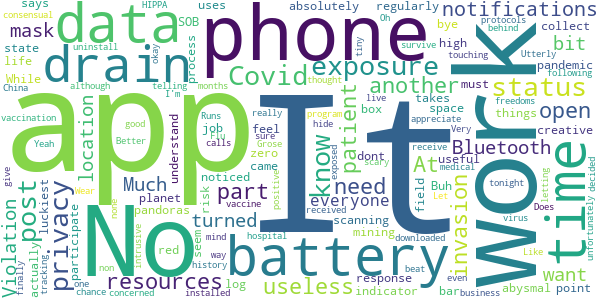 says HIPPA uses absolutely regularly Oh notifications
consensual SOB phone At protocols behind
data mask drain Covid exposure another bit collect
state life uninstall process okay high survive touching pandemic tiny
China While although telling I'm months thought must Utterly following
vaccination app It work status
Yeah good Better Runs job calls Flu sure Grose takes space freedoms things
location understand feel zero box live appreciate Bluetooth open
give patient dont program hide receive Very creative
post Much noticed came know need everyone exposed scary medical useful Buh tonight
privacy part risk vaccine received scanning field letting
planet pandoras No battery positive mining Let invasion time
Violation participate turned red seem hospital downloaded virus Does
luckiest actually none Wear mind way beat response even decided unfortunately
finally tracking non intrusive history indicator bar Like want
one chance concerned resources log installed useless business abysmal point
bye